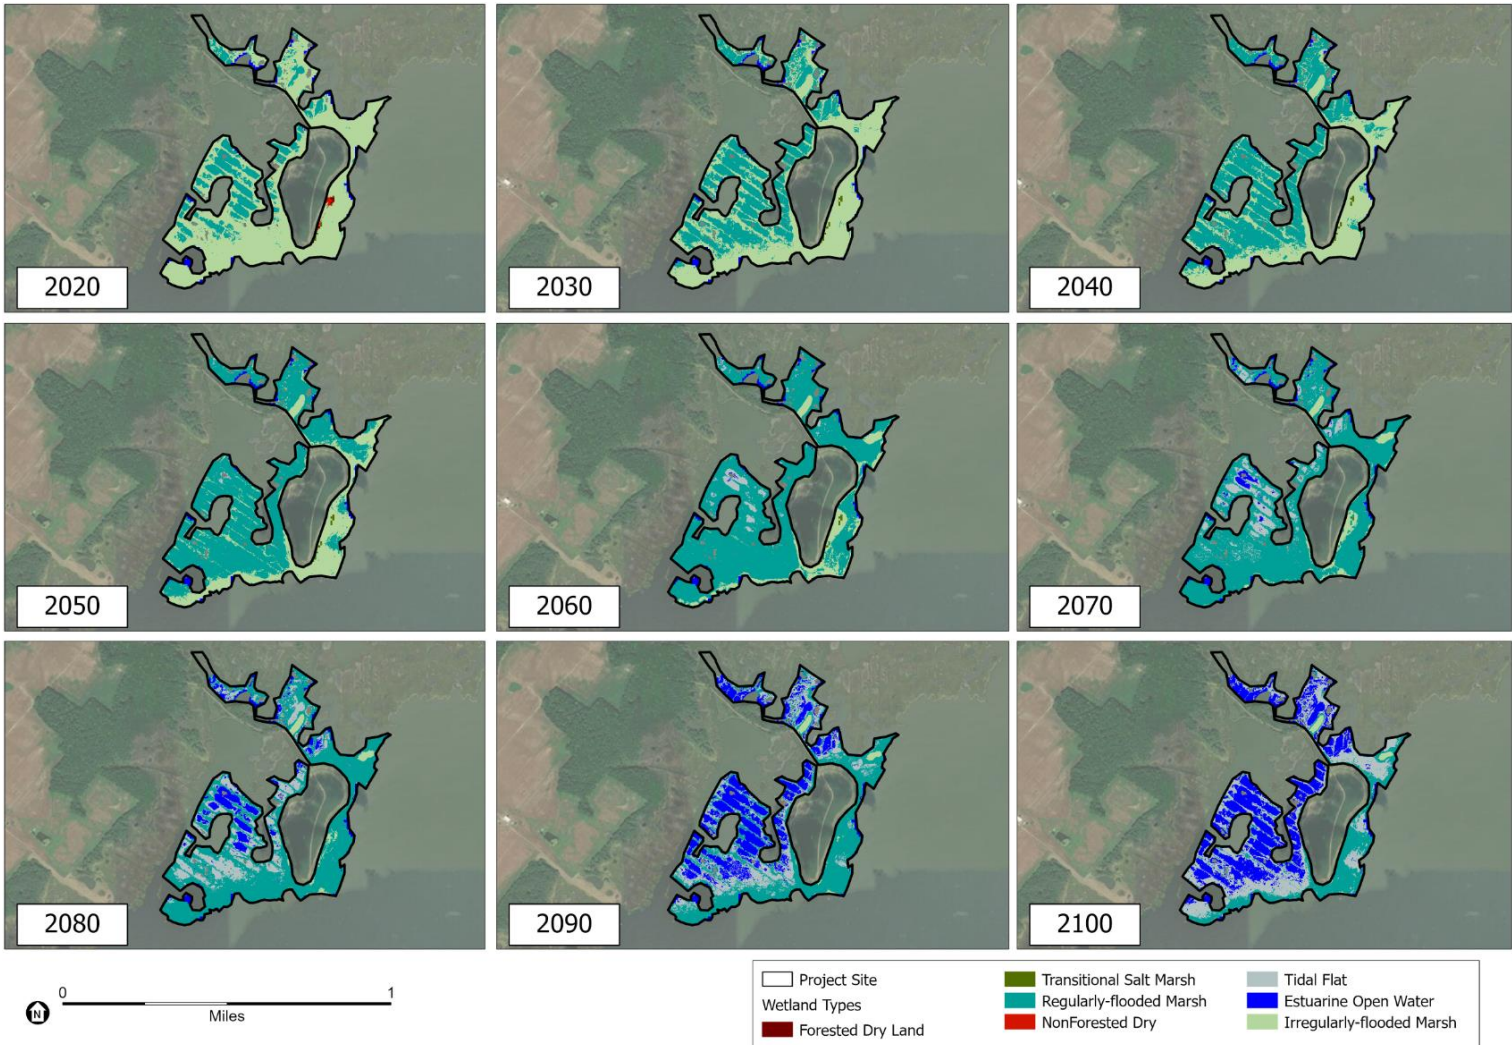 2020
2030
2040
2050
2060
2070
2080
2090
2100
0 1
Miles
N
Project Site
Wetland Types
Forested Dry Land
Transitional Salt Marsh
Regularly-flooded Marsh
NonForested Dry
Tidal Flat
Estuarine Open Water
Irregularly-flooded Marsh